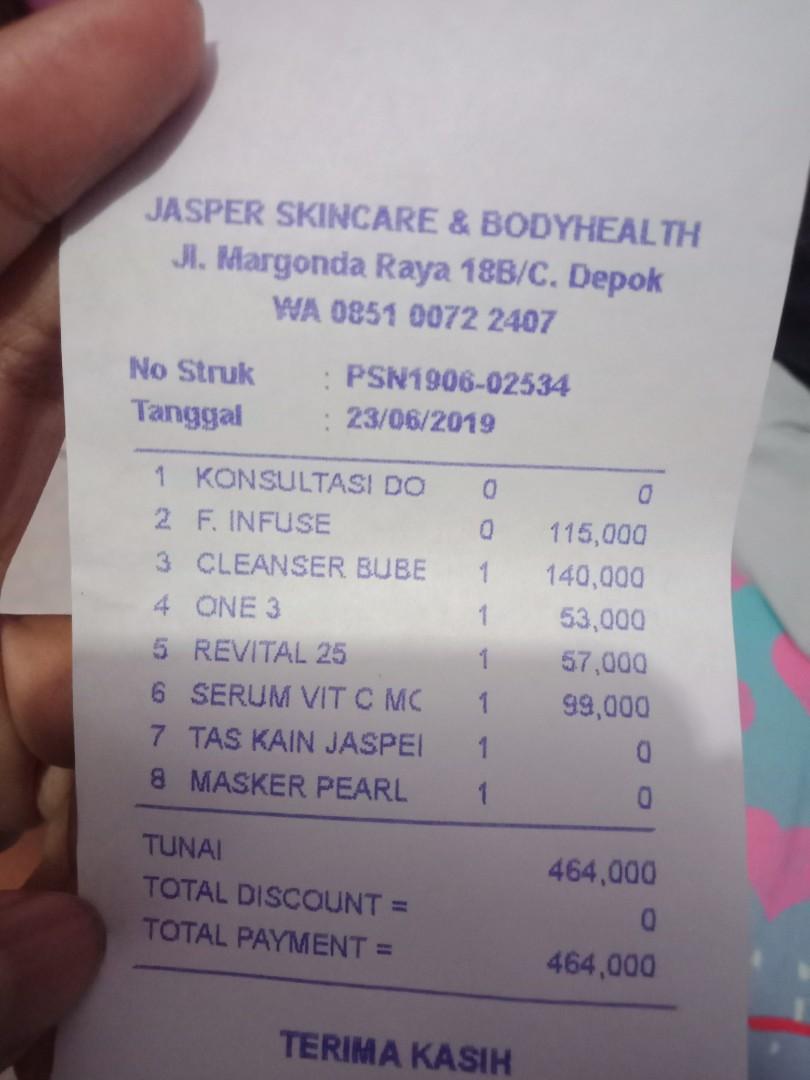 JASPER SKINCARE & BODYHEALTH
Jl. Margonda Raya 18B/C. Depok
WA 0851 0072 2407
No Struk : PSN1906-02534
Tanggal : 23/06/2019
1 KONSULTASI DO 0 0
2 F. INFUSE 0 115,000
3 CLEANSER BUBE 1 140,000
4 ONE 3 1 53,000
5 REVITAL 25 1 57,000
6 SERUM VIT C MC 1 99,000
7 TAS KAIN JASPEI 1 0
8 MASKER PEARL 1 0
TUNAI 464,000
TOTAL DISCOUNT = 0
TOTAL PAYMENT = 464,000
TERIMA KASIH